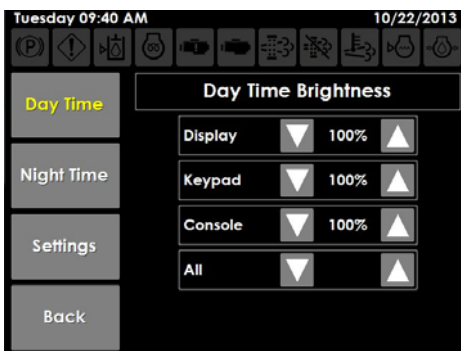 Tuesday 09:40 AM 10/22/2013
(P)
Day Time
Day Time Brightness
Display 100%
Keypad 100%
Night Time
Console 100%
All
Settings
Back